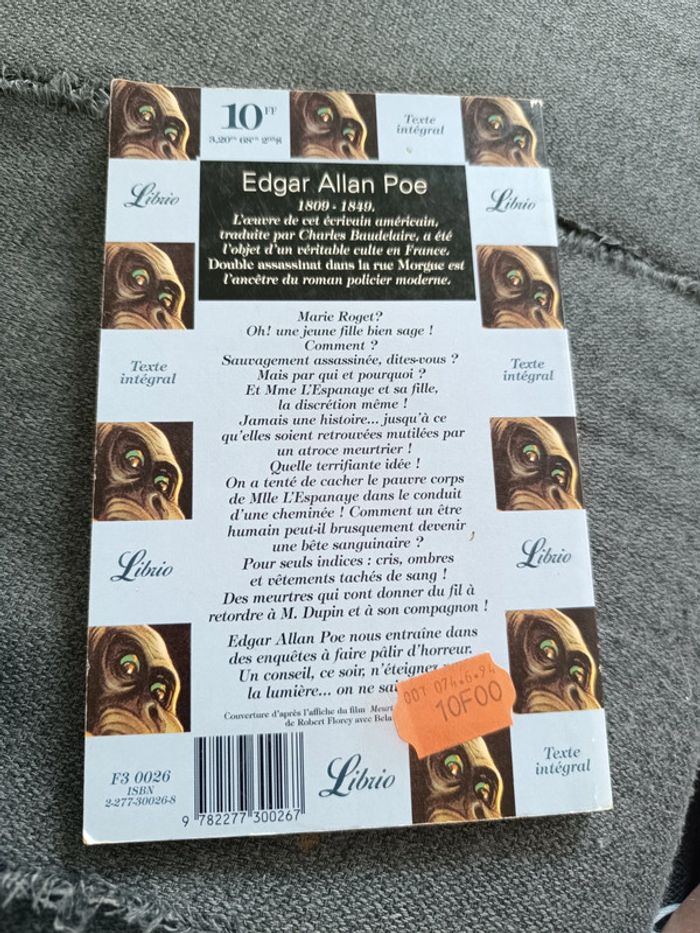 10 FF
Texte
intégral
Librio
Edgar Allan Poe
1809 - 1849.
L'œuvre de cet écrivain américain,
traduite par Charles Baudelaire, a été
l'objet d'un véritable culte en France.
Double assassinat dans la rue Morgue est
l'ancêtre du roman policier moderne.
Librio
Marie Roget?
Oh! une jeune fille bien sage !
Comment ?
Sauvagement assassinée, dites-vous ?
Mais par qui et pourquoi ?
Et Mme L'Espanaye et sa fille,
la discrétion même !
Jamais une histoire... jusqu'à ce
qu'elles soient retrouvées mutilées par
un atroce meurtrier !
Quelle terrifiante idée !
On a tenté de cacher le pauvre corps
de Mlle L'Espanaye dans le conduit
d'une cheminée ! Comment un être
humain peut-il brusquement devenir
une bête sanguinaire ?
Pour seuls indices : cris, ombres
et vêtements tachés de sang !
Des meurtres qui vont donner du fil à
retordre à M. Dupin et à son compagnon !
Texte
intégral
Texte
intégral
Librio
Librio
Edgar Allan Poe nous entraîne dans
des enquêtes à faire pâlir d'horreur.
Un conseil, ce soir, n'éteignez
la lumière... on ne sait
Couverture d'après l'affiche du film Meurt
de Robert Florey avec Bela
001 074.6.94
10F00
F3 0026
ISBN
2-277-30026-8
9 782277 300267
Librio
Texte
intégral